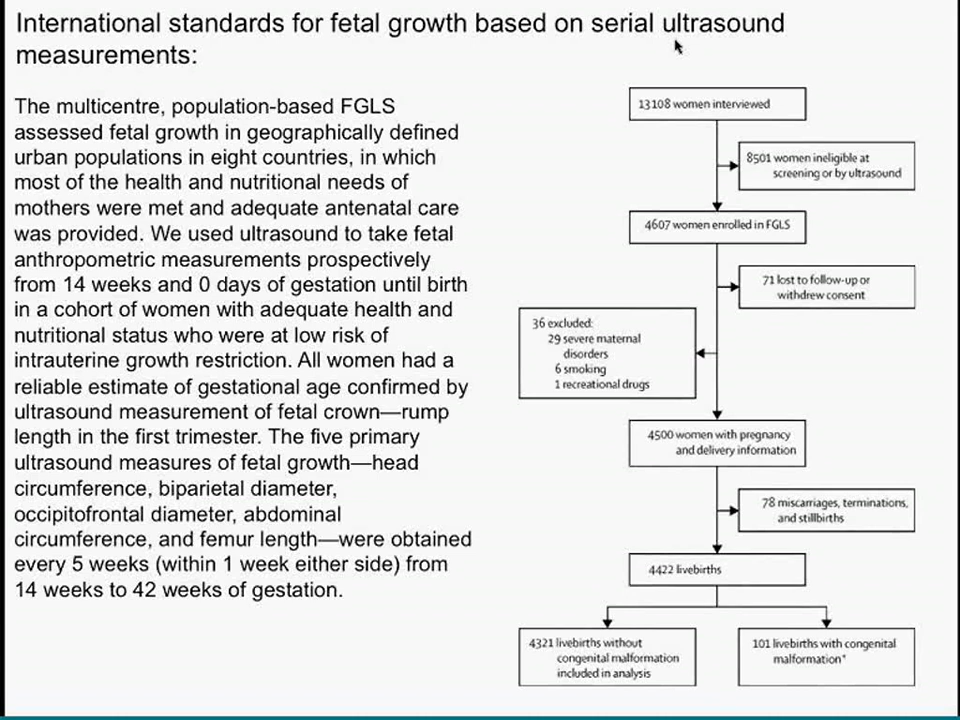 International standards for fetal growth based on serial ultrasound
measurements:
The multicentre, population-based FGLS
assessed fetal growth in geographically defined
urban populations in eight countries, in which
most of the health and nutritional needs of
mothers were met and adequate antenatal care
was provided. We used ultrasound to take fetal
anthropometric measurements prospectively
from 14 weeks and 0 days of gestation until birth
in a cohort of women with adequate health and
nutritional status who were at low risk of
intrauterine growth restriction. All women had a
reliable estimate of gestational age confirmed by
ultrasound measurement of fetal crown—rump
length in the first trimester. The five primary
ultrasound measures of fetal growth—head
circumference, biparietal diameter,
occipitofrontal diameter, abdominal
circumference, and femur length—were obtained
every 5 weeks (within 1 week either side) from
14 weeks to 42 weeks of gestation.
13108 women interviewed
8501 women ineligible at
screening or by ultrasound
4607 women enrolled in FGLS
71 lost to follow-up or
withdrew consent
36 excluded:
29 severe maternal
disorders
6 smoking
1 recreational drugs
4500 women with pregnancy
and delivery information
78 miscarriages, terminations,
and stillbirths
4422 livebirths
4321 livebirths without
congenital malformation
included in analysis
101 livebirths with congenital
malformation*